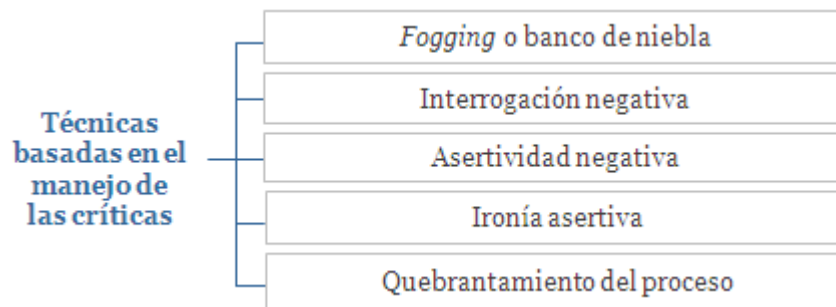 Técnicas
basadas en el
manejo de
las críticas
Fogging o banco de niebla
Interrogación negativa
Asertividad negativa
Ironía asertiva
Quebrantamiento del proceso